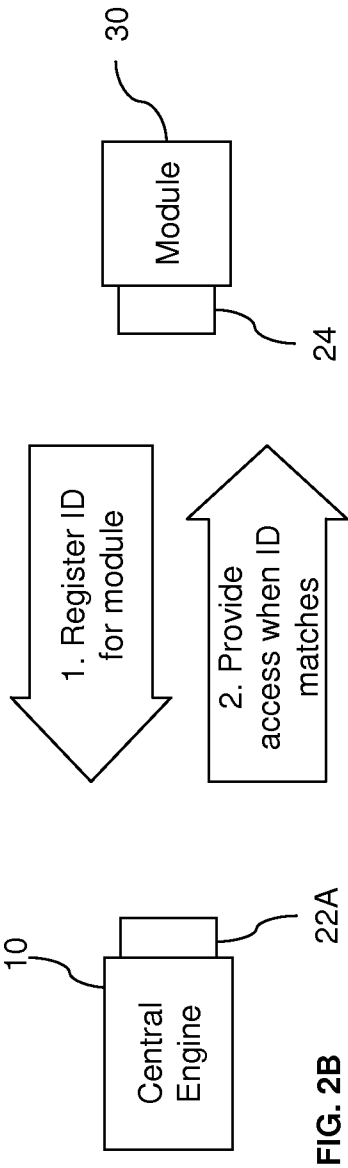 10
Central
Engine
22A
1. Register ID
for module
2. Provide
access when ID
matches
30
Module
24
FIG. 2B